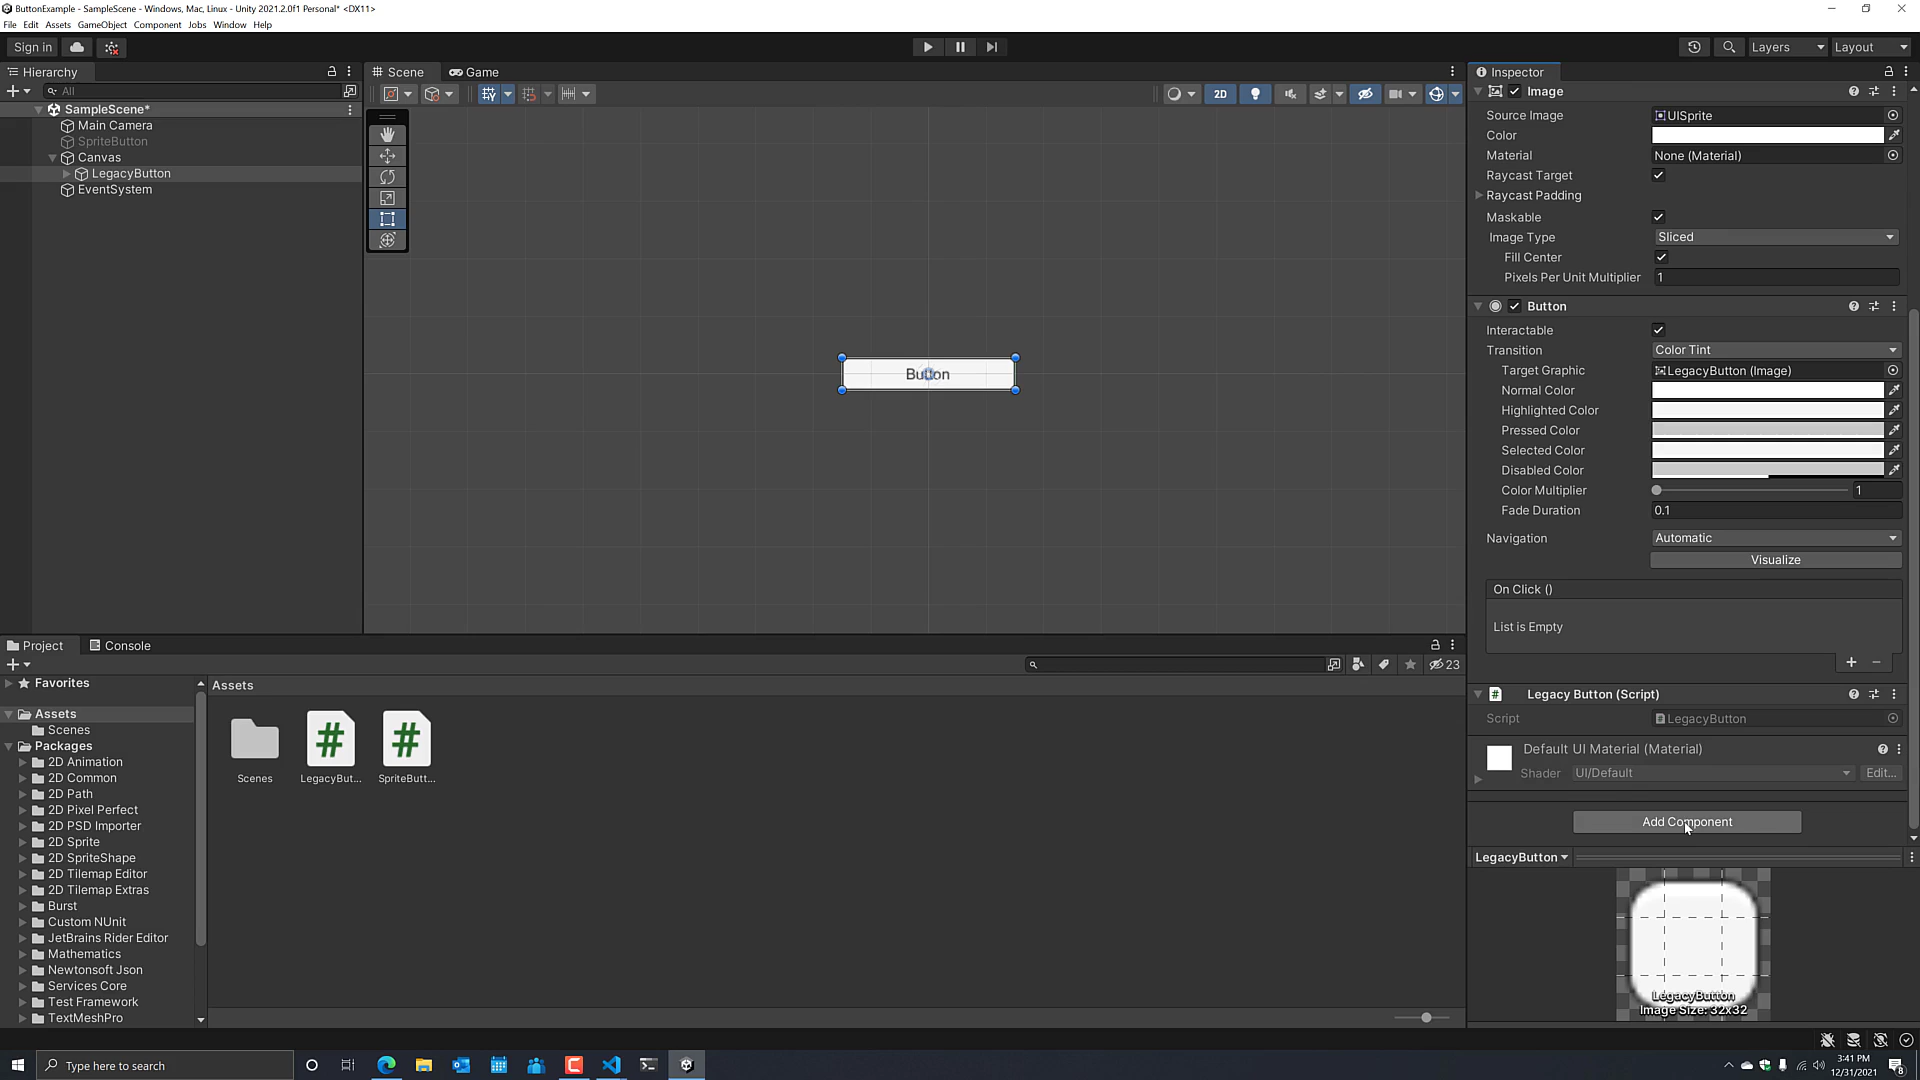 ButtonExample - SampleScene - Windows, Mac, Linux - Unity 2021.2.0f1 Personal* <DX11>
File Edit Assets GameObject Component Jobs Window Help
Sign in
Layers
Layout
Hierarchy
All
SampleScene*
Main Camera
SpriteButton
Canvas
LegacyButton
EventSystem
Scene
Game
2D
Button
Inspector
Image
Source Image UISprite
Color
Material None (Material)
Raycast Target
Raycast Padding
Maskable
Image Type Sliced
Fill Center
Pixels Per Unit Multiplier 1
Button
Interactable
Transition Color Tint
Target Graphic LegacyButton (Image)
Normal Color
Highlighted Color
Pressed Color
Selected Color
Disabled Color
Color Multiplier 1
Fade Duration 0.1
Navigation Automatic
Visualize
On Click ()
List is Empty
+ −
# Legacy Button (Script)
Script LegacyButton
Default UI Material (Material)
Shader UI/Default Edit...
Add Component
LegacyButton
LegacyButton
Image Size: 32x32
Project
Console
23
Favorites
Assets
Scenes
Packages
2D Animation
2D Common
2D Path
2D Pixel Perfect
2D PSD Importer
2D Sprite
2D SpriteShape
2D Tilemap Editor
2D Tilemap Extras
Burst
Custom NUnit
JetBrains Rider Editor
Mathematics
Newtonsoft Json
Services Core
Test Framework
TextMeshPro
Assets
# #
Scenes LegacyBut... SpriteButt...
Type here to search
3:41 PM
12/31/2021
8